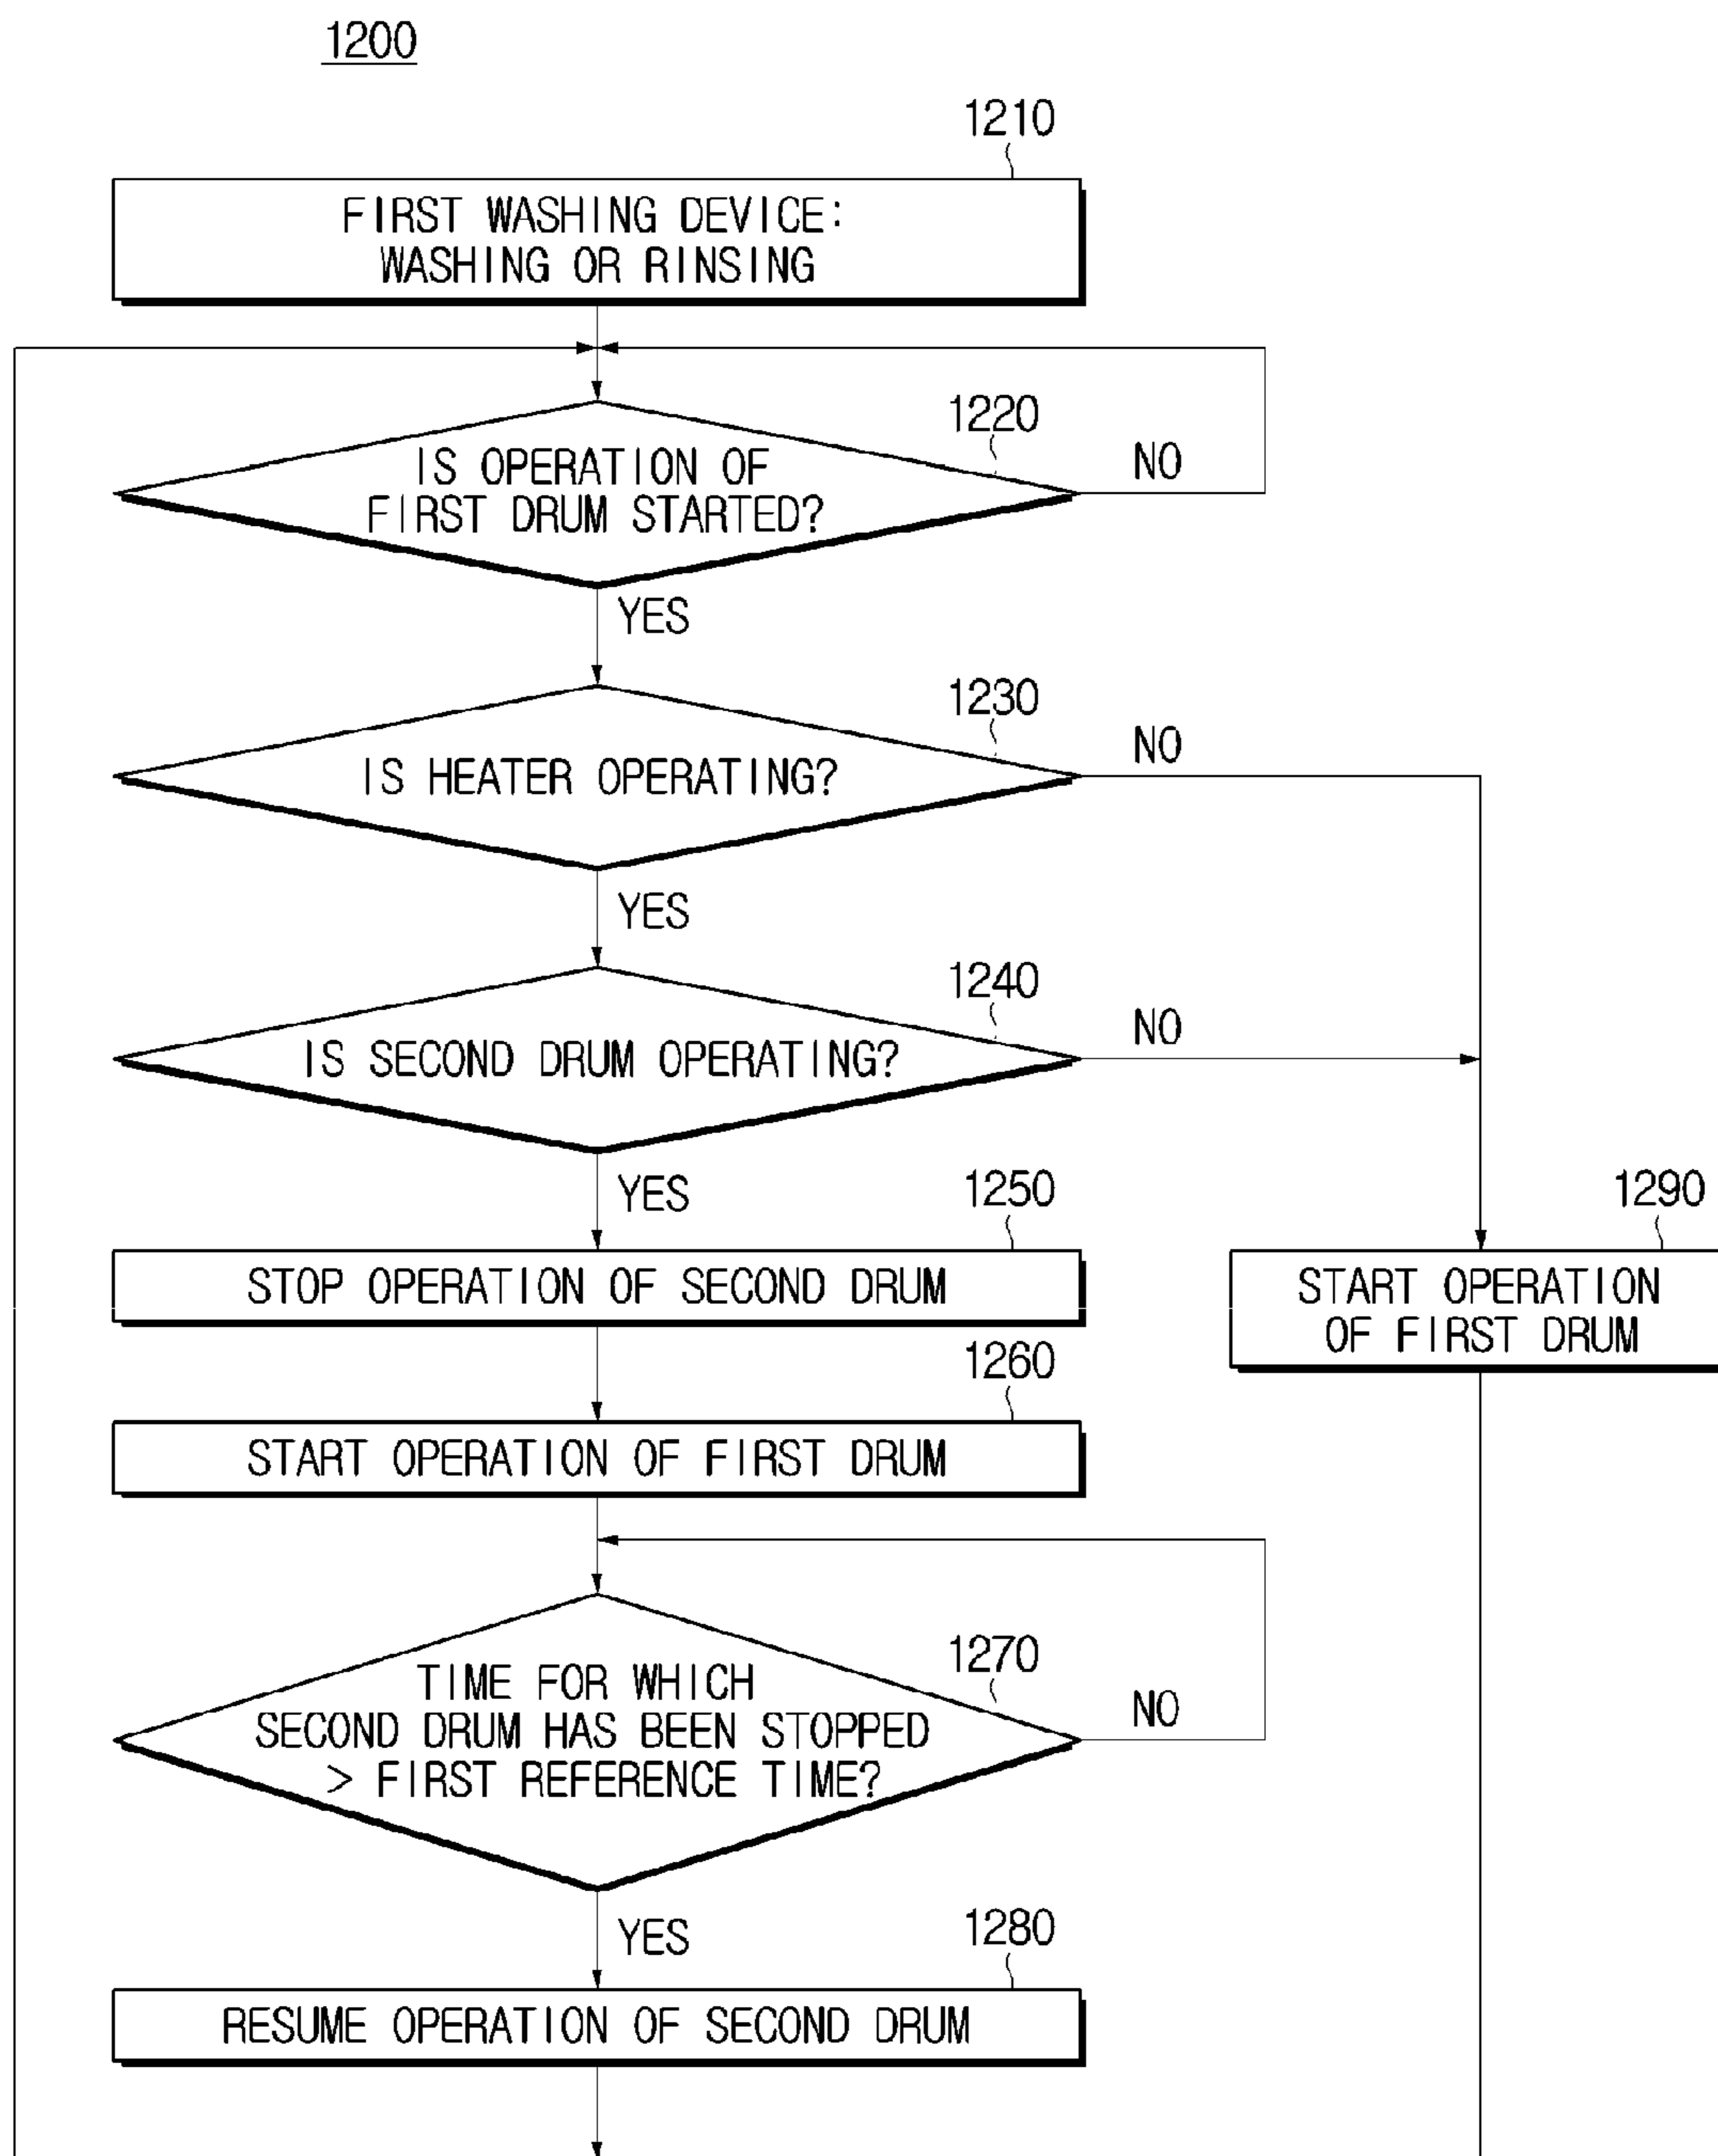 1200
1210
FIRST WASHING DEVICE:
WASHING OR RINSING
1220
IS OPERATION OF
FIRST DRUM STARTED?
NO
YES
1230
IS HEATER OPERATING?
NO
YES
1240
IS SECOND DRUM OPERATING?
NO
YES
1250
STOP OPERATION OF SECOND DRUM
1290
START OPERATION
OF FIRST DRUM
1260
START OPERATION OF FIRST DRUM
1270
TIME FOR WHICH
SECOND DRUM HAS BEEN STOPPED
> FIRST REFERENCE TIME?
NO
YES
1280
RESUME OPERATION OF SECOND DRUM